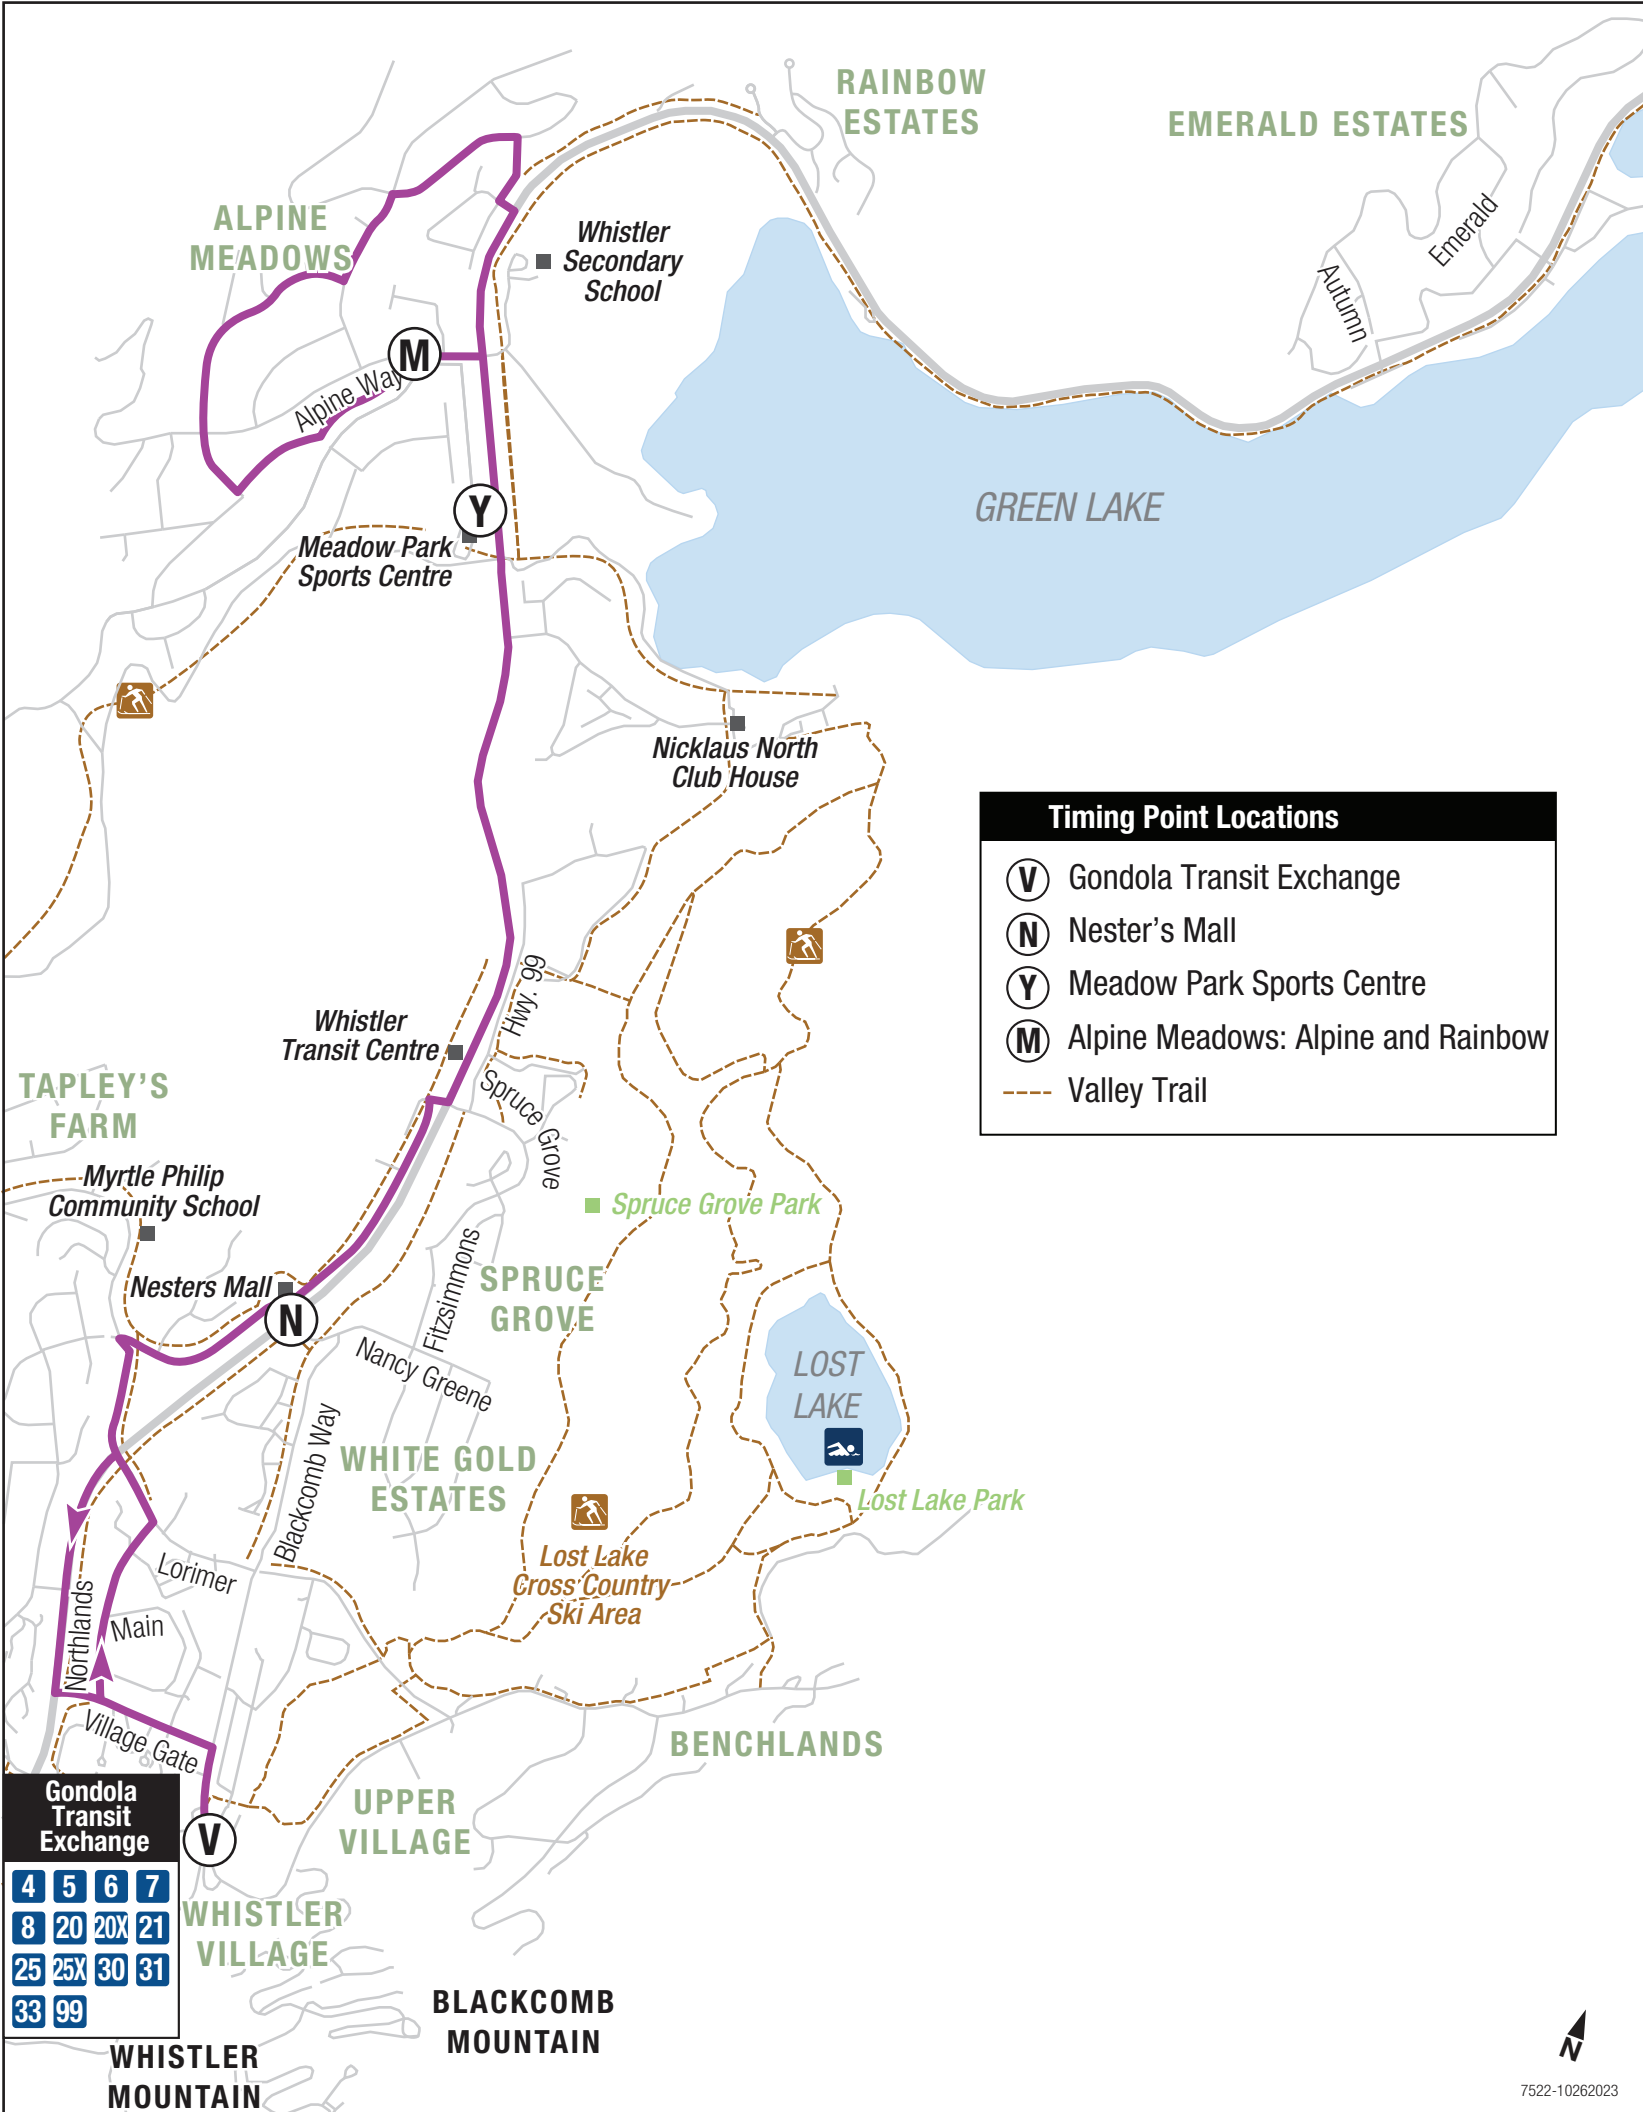 RAINBOW
ESTATES
EMERALD ESTATES
ALPINE
MEADOWS
Whistler
Secondary
School
Emerald
Autumn
M
Alpine Way
Y
GREEN LAKE
Meadow Park
Sports Centre
Nicklaus North
Club House
Timing Point Locations
V Gondola Transit Exchange
N Nester's Mall
Y Meadow Park Sports Centre
M Alpine Meadows: Alpine and Rainbow
Valley Trail
Hwy. 99
Whistler
Transit Centre
Spruce Grove
TAPLEY'S
FARM
Myrtle Philip
Community School
Spruce Grove Park
Nesters Mall
N
Fitzsimmons
SPRUCE
GROVE
Nancy Greene
LOST
LAKE
Blackcomb Way
WHITE GOLD
ESTATES
Lost Lake Park
Lorimer
Lost Lake
Cross Country
Ski Area
Northlands
Main
Village Gate
BENCHLANDS
UPPER
VILLAGE
Gondola
Transit
Exchange
V
4 5 6 7
8 20 20X 21
25 25X 30 31
33 99
WHISTLER
VILLAGE
BLACKCOMB
MOUNTAIN
WHISTLER
MOUNTAIN
N
7522-10262023